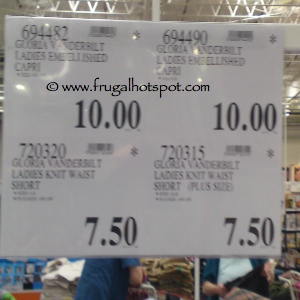 694482 *
GLORIA VANDERBILT
LADIES EMBELLISHED
CAPRI
10.00
694490 *
GLORIA VANDERBILT
LADIES EMBELLISHED
CAPRI
10.00
© www.frugalhotspot.com
720320 *
GLORIA VANDERBILT
LADIES KNIT WAIST
SHORT
7.50
720315 *
GLORIA VANDERBILT
LADIES KNIT WAIST
SHORT (PLUS SIZE)
7.50